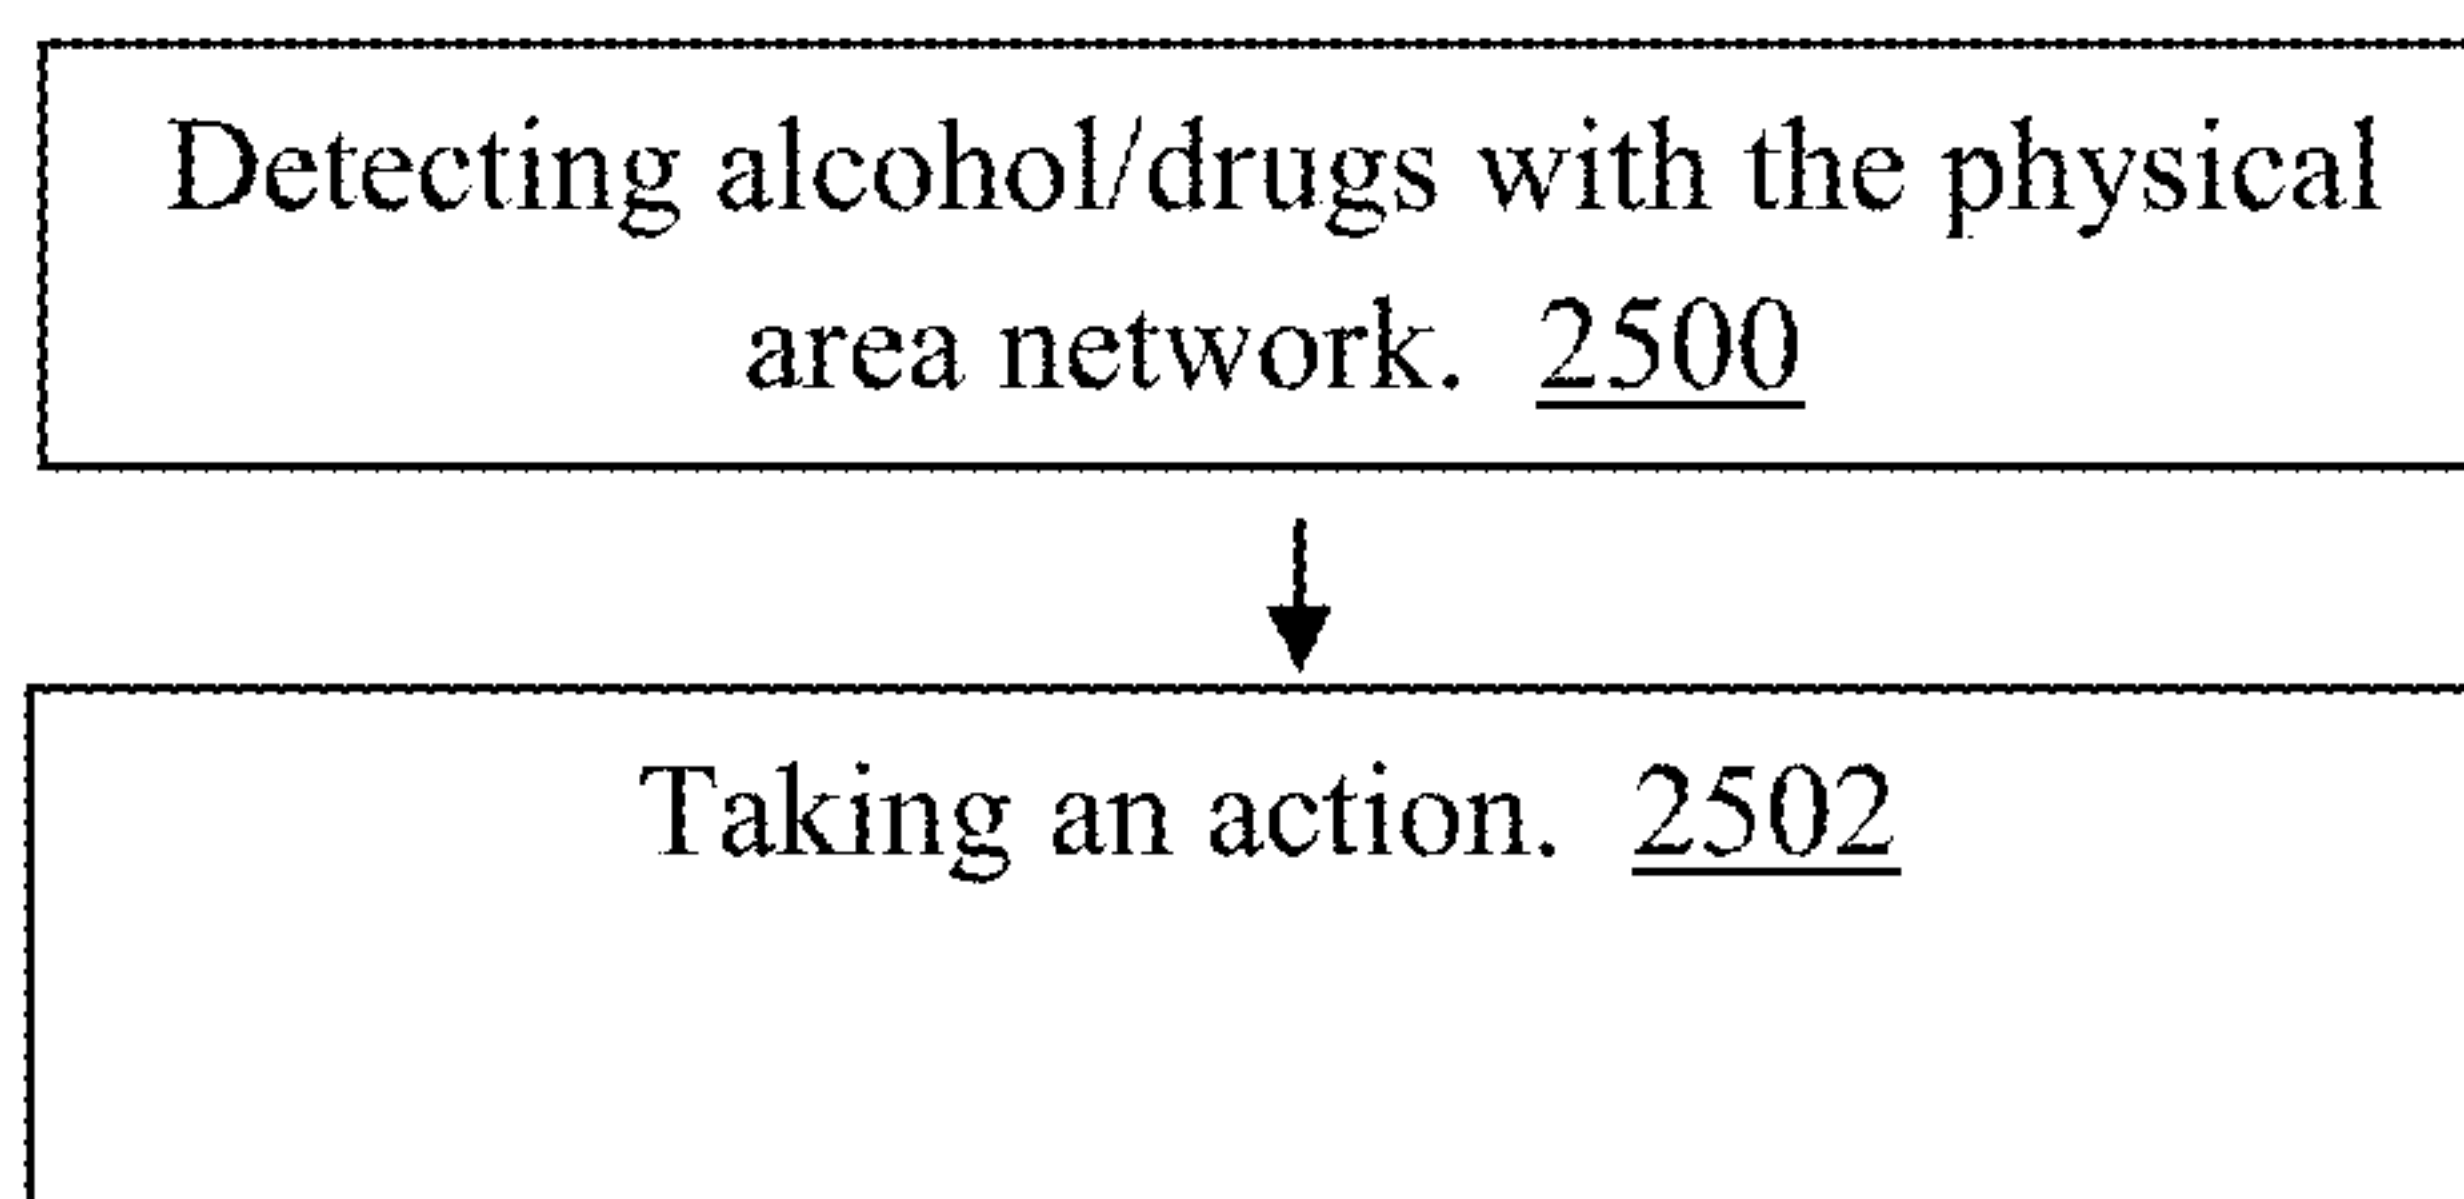 Detecting alcohol/drugs with the physical
area network. 2500
Taking an action. 2502